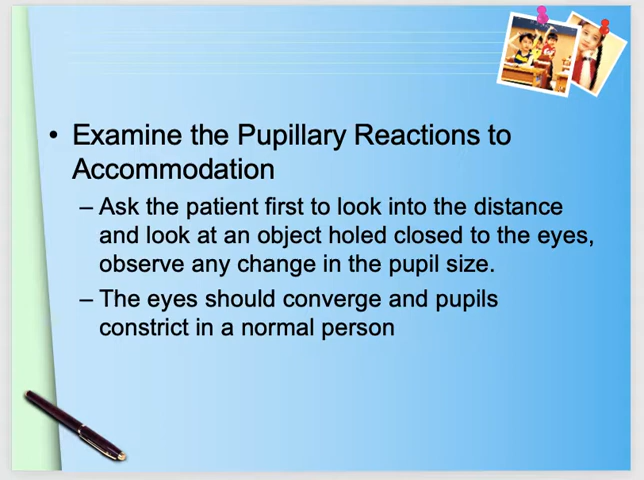 • Examine the Pupillary Reactions to
Accommodation
– Ask the patient first to look into the distance
and look at an object holed closed to the eyes,
observe any change in the pupil size.
– The eyes should converge and pupils
constrict in a normal person